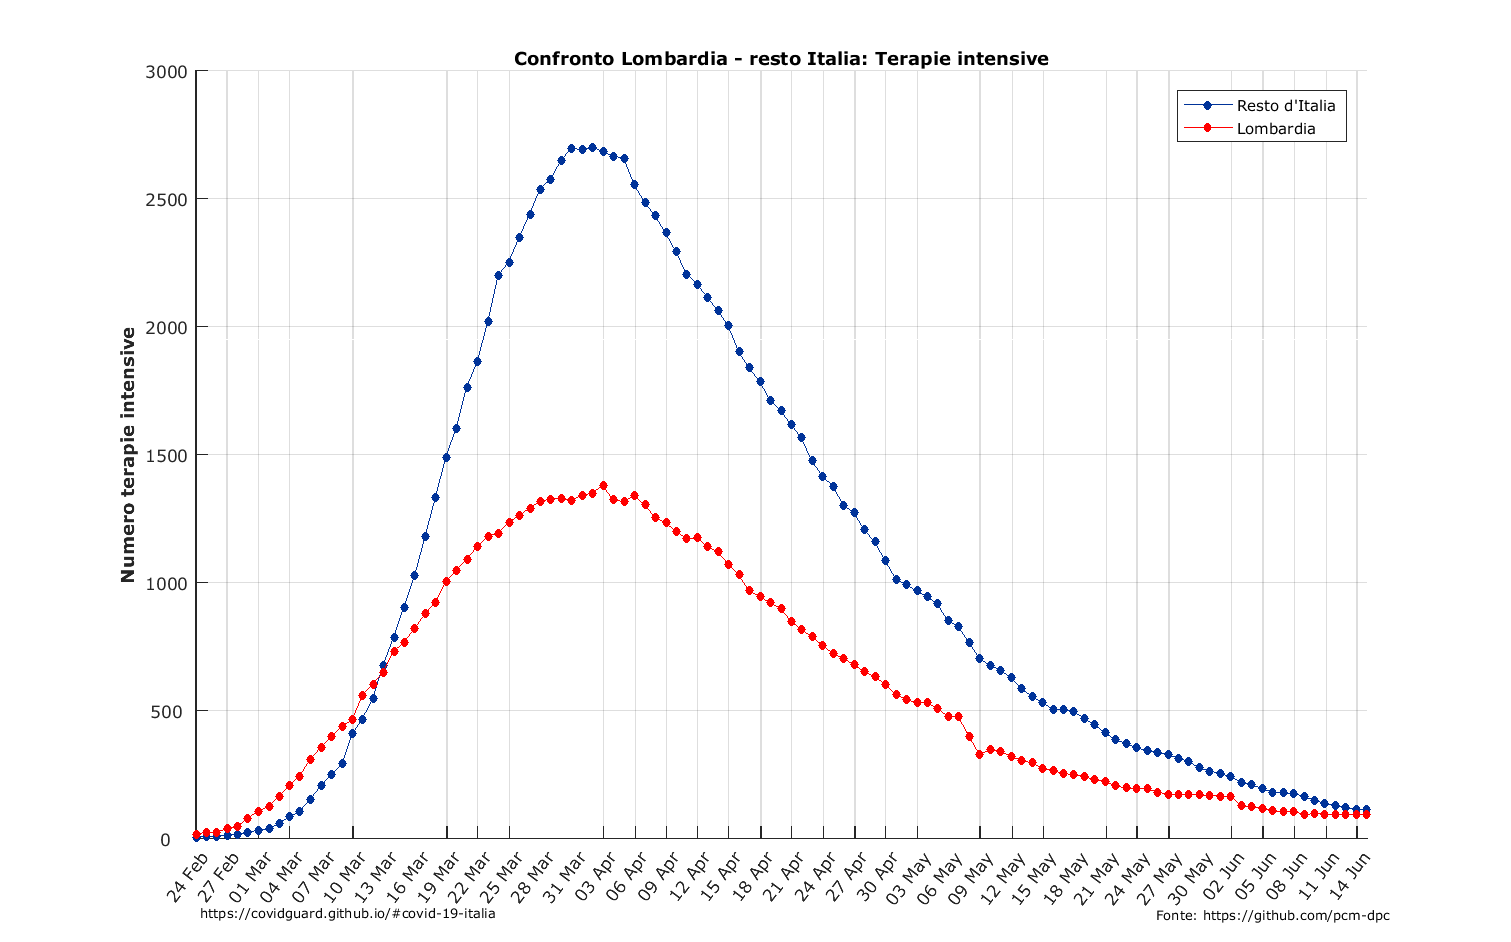 Confronto Lombardia - resto Italia: Terapie intensive
3000
2500
2000
1500
1000
500
0
Numero terapie intensive
Resto d'Italia
Lombardia
24 Feb
27 Feb
01 Mar
04 Mar
07 Mar
10 Mar
13 Mar
16 Mar
19 Mar
22 Mar
25 Mar
28 Mar
31 Mar
03 Apr
06 Apr
09 Apr
12 Apr
15 Apr
18 Apr
21 Apr
24 Apr
27 Apr
30 Apr
03 May
06 May
09 May
12 May
15 May
18 May
21 May
24 May
27 May
30 May
02 Jun
05 Jun
08 Jun
11 Jun
14 Jun
https://covidguard.github.io/#covid-19-italia
Fonte: https://github.com/pcm-dpc